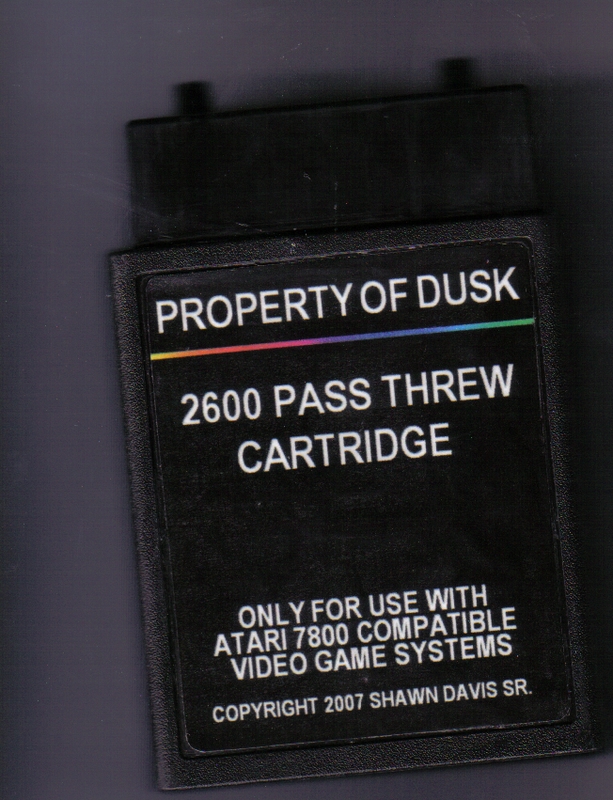 PROPERTY OF DUSK
2600 PASS THREW
CARTRIDGE
ONLY FOR USE WITH
ATARI 7800 COMPATIBLE
VIDEO GAME SYSTEMS
COPYRIGHT 2007 SHAWN DAVIS SR.